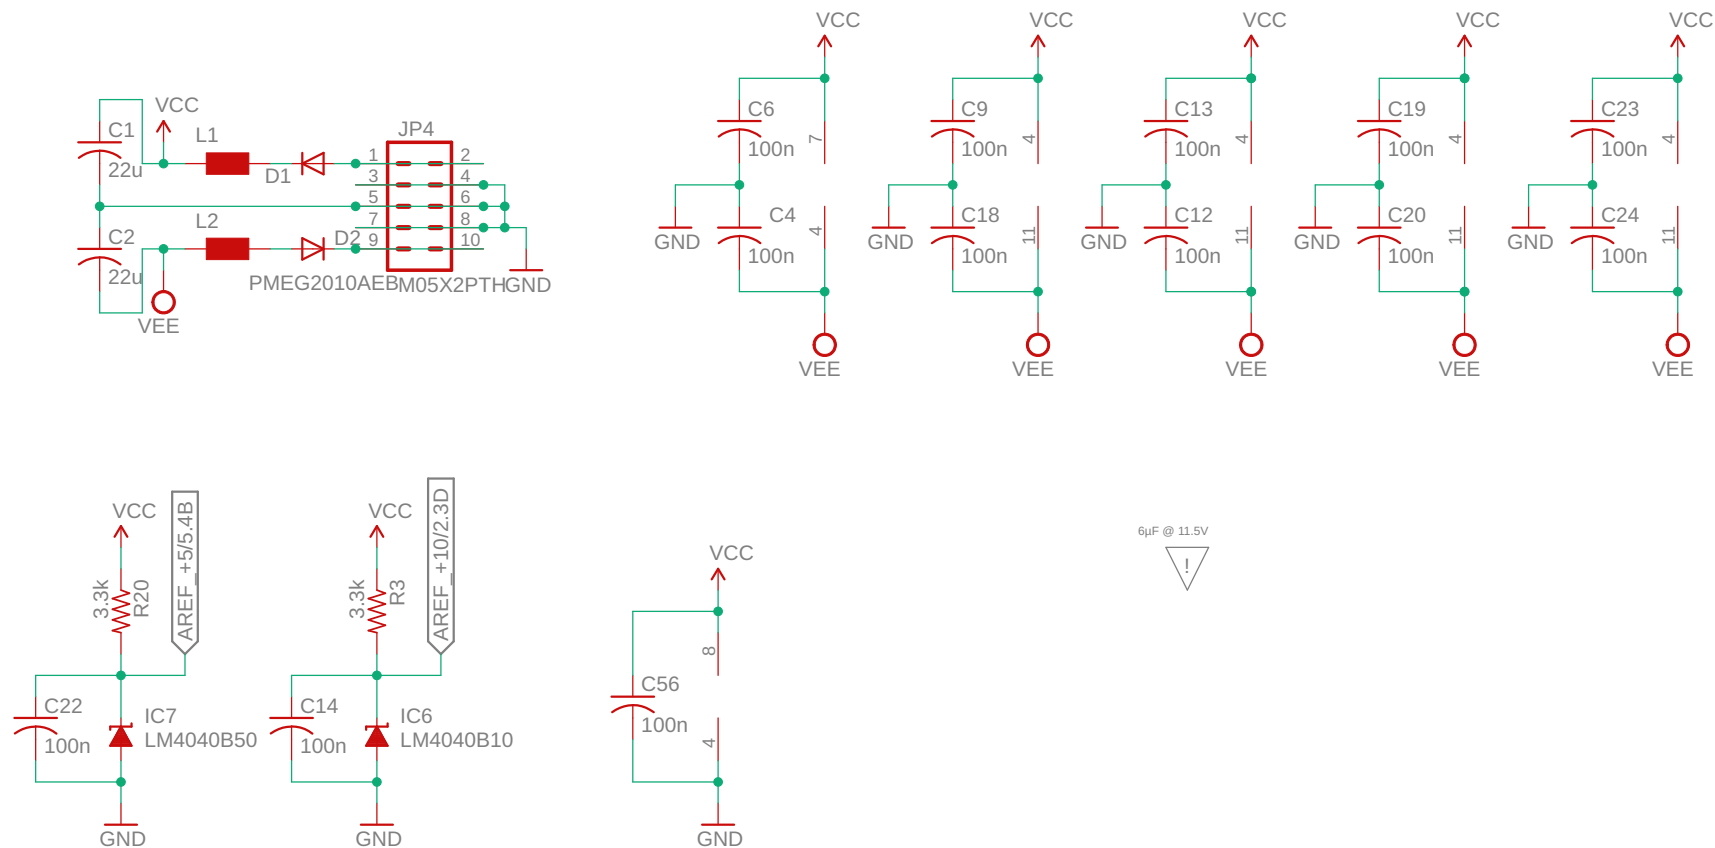 VCC
C1
22u
L1
D1
JP4
1
2
3
4
5
6
7
8
9
10
C2
22u
L2
D2
PMEG2010AEB
M05X2PTH
GND
VEE
VCC
C6
100n
7
GND
C4
100n
4
VEE
VCC
C9
100n
4
GND
C18
100n
11
VEE
VCC
C13
100n
4
GND
C12
100n
11
VEE
VCC
C19
100n
4
GND
C20
100n
11
VEE
VCC
C23
100n
4
GND
C24
100n
11
VEE
VCC
AREF_+5/5.4B
3.3k
R20
C22
100n
IC7
LM4040B50
GND
VCC
AREF_+10/2.3D
3.3k
R3
C14
100n
IC6
LM4040B10
GND
VCC
8
C56
100n
4
GND
6µF @ 11.5V
!